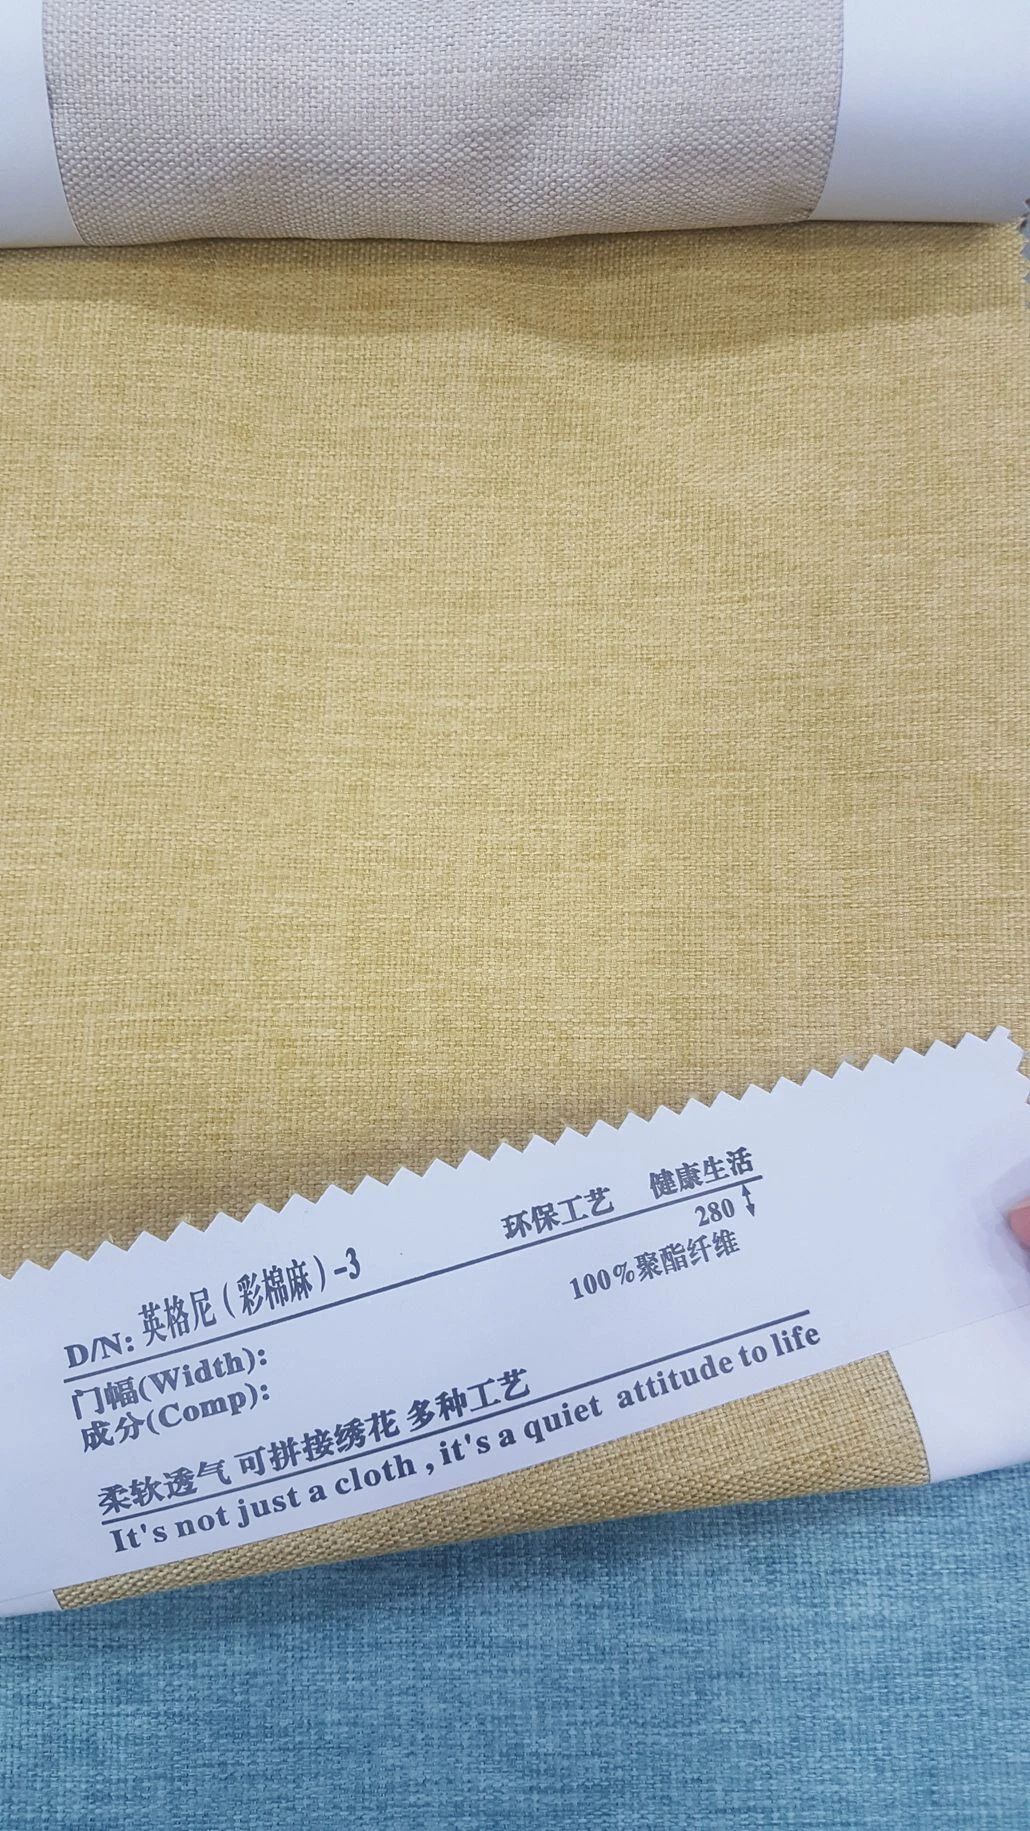 环保工艺 健康生活
D/N: 英格尼(彩棉麻)-3
门幅(Width): 280
成分(Comp): 100%聚酯纤维
柔软透气 可拼接绣花 多种工艺
It's not just a cloth , it's a quiet attitude to life